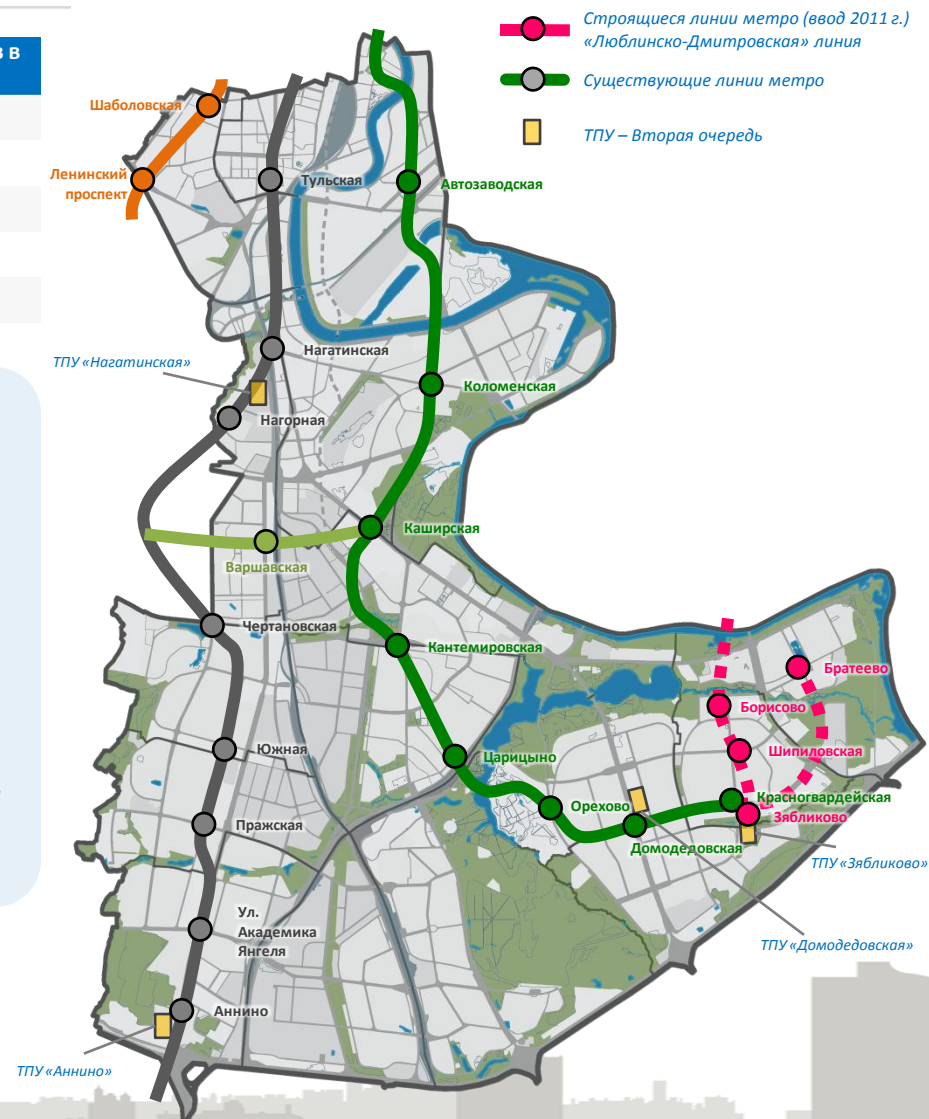 В В
Строящиеся линии метро (ввод 2011 г.)
«Люблинско-Дмитровская» линия
Существующие линии метро
ТПУ – Вторая очередь
Шаболовская
Ленинский
проспект
Тульская
Автозаводская
Нагатинская
ТПУ «Нагатинская»
Коломенская
Нагорная
Каширская
Варшавская
Чертановская
Кантемировская
Братеево
Борисово
Южная
Царицыно
Шипиловская
Орехово
Красногвардейская
Зябликово
Пражская
Домодедовская
ТПУ «Зябликово»
Ул.
Академика
Янгеля
ТПУ «Домодедовская»
Аннино
ТПУ «Аннино»